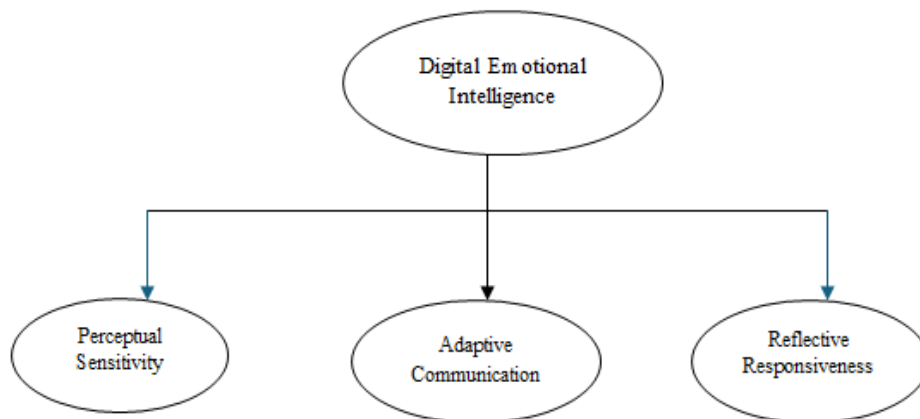 Digital Emotional
Intelligence
Perceptual
Sensitivity
Adaptive
Communication
Reflective
Responsiveness